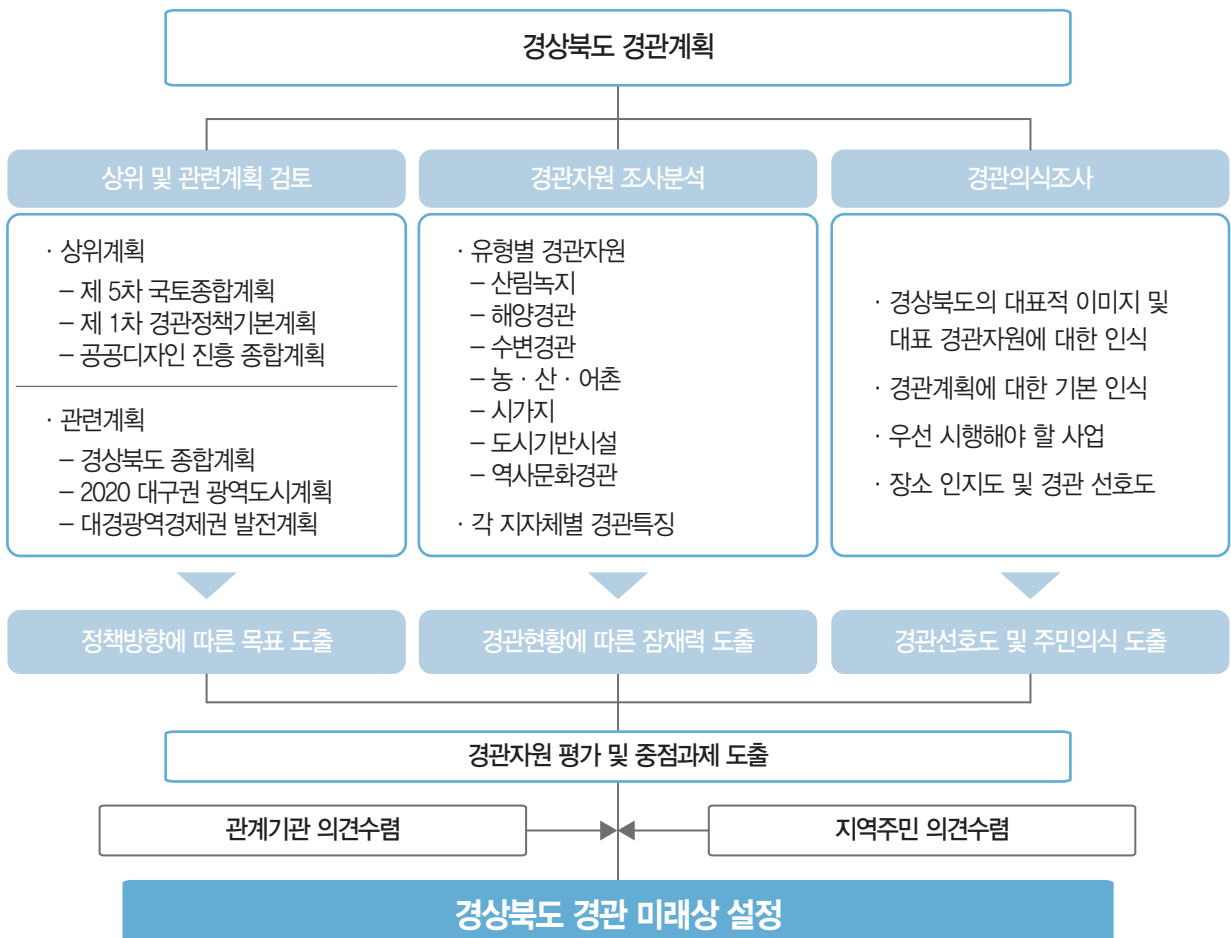 경상북도 경관계획
상위 및 관련계획 검토
· 상위계획
– 제 5차 국토종합계획
– 제 1차 경관정책기본계획
– 공공디자인 진흥 종합계획
· 관련계획
– 경상북도 종합계획
– 2020 대구권 광역도시계획
– 대경광역경제권 발전계획
정책방향에 따른 목표 도출
경관자원 조사분석
· 유형별 경관자원
– 산림녹지
– 해양경관
– 수변경관
– 농 · 산 · 어촌
– 시가지
– 도시기반시설
– 역사문화경관
· 각 지자체별 경관특징
경관현황에 따른 잠재력 도출
경관의식조사
· 경상북도의 대표적 이미지 및
대표 경관자원에 대한 인식
· 경관계획에 대한 기본 인식
· 우선 시행해야 할 사업
· 장소 인지도 및 경관 선호도
경관선호도 및 주민의식 도출
경관자원 평가 및 중점과제 도출
관계기관 의견수렴
지역주민 의견수렴
경상북도 경관 미래상 설정